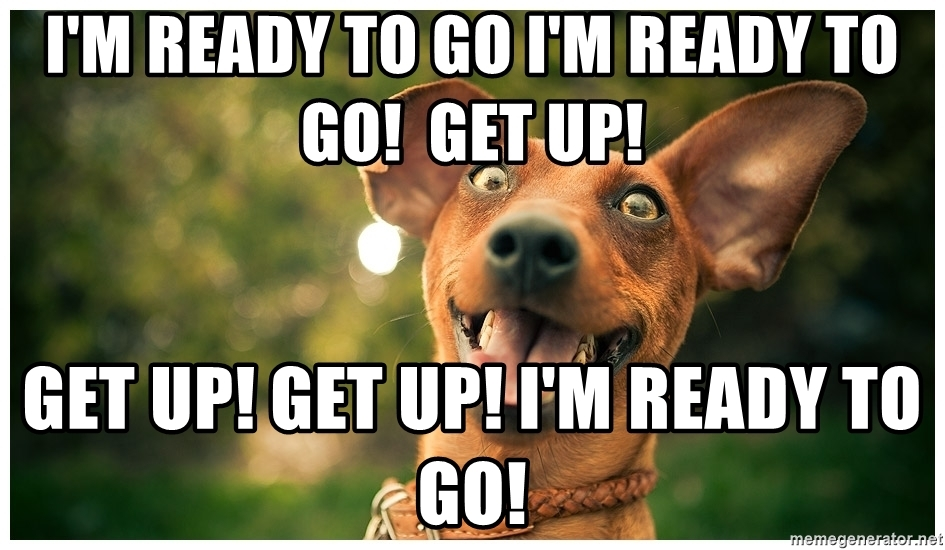 I'M READY TO GO I'M READY TO
GO!  GET UP!
GET UP! GET UP! I'M READY TO
GO!
memegenerator.net